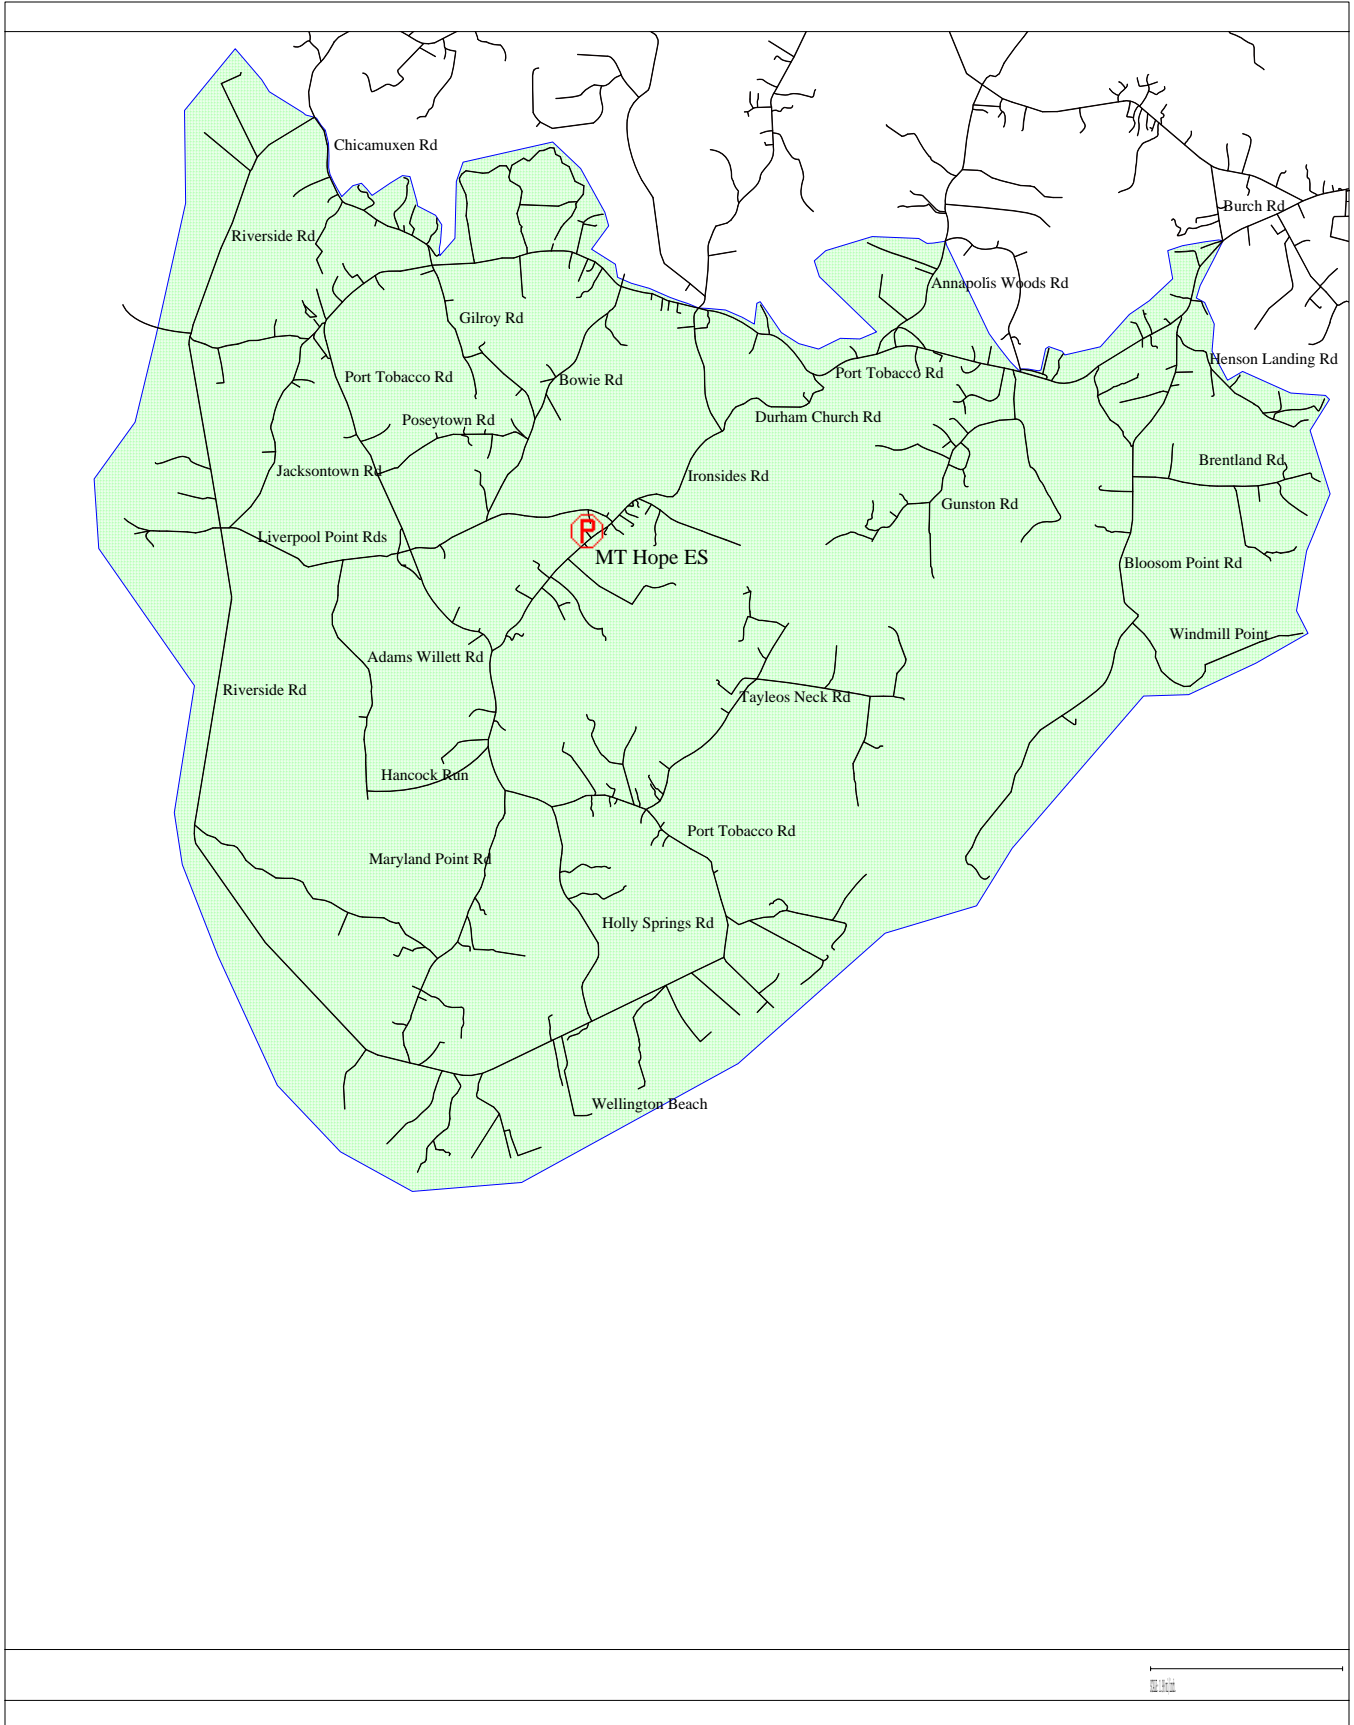 Chicamuxen Rd
Burch Rd
Riverside Rd
Annapolis Woods Rd
Gilroy Rd
Henson Landing Rd
Port Tobacco Rd
Bowie Rd
Port Tobacco Rd
Poseytown Rd
Durham Church Rd
Jacksontown Rd
Ironsides Rd
Brentland Rd
Gunston Rd
Liverpool Point Rds
P
MT Hope ES
Bloosom Point Rd
Windmill Point
Adams Willett Rd
Riverside Rd
Tayleos Neck Rd
Hancock Run
Port Tobacco Rd
Maryland Point Rd
Holly Springs Rd
Wellington Beach